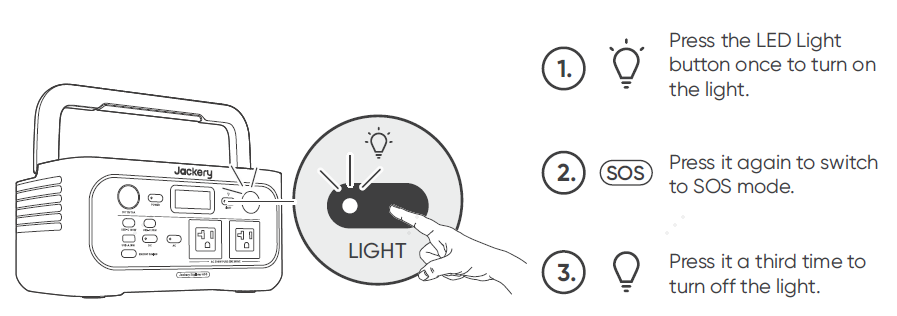 1.
Press the LED Light
button once to turn on
the light.
Jackery
POWER
LIGHT
2.
SOS
Press it again to switch
to SOS mode.
3.
Press it a third time to
turn off the light.